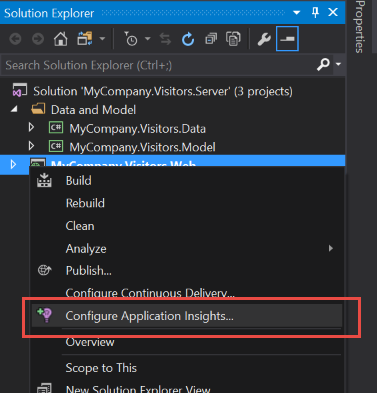 Solution Explorer
Search Solution Explorer (Ctrl+;)
Solution 'MyCompany.Visitors.Server' (3 projects)
Data and Model
C# MyCompany.Visitors.Data
C# MyCompany.Visitors.Model
MyCompany.Visitors.Web
Build
Rebuild
Clean
Analyze
Publish...
Configure Continuous Delivery...
Configure Application Insights...
Overview
Scope to This
New Solution Explorer View
Properties